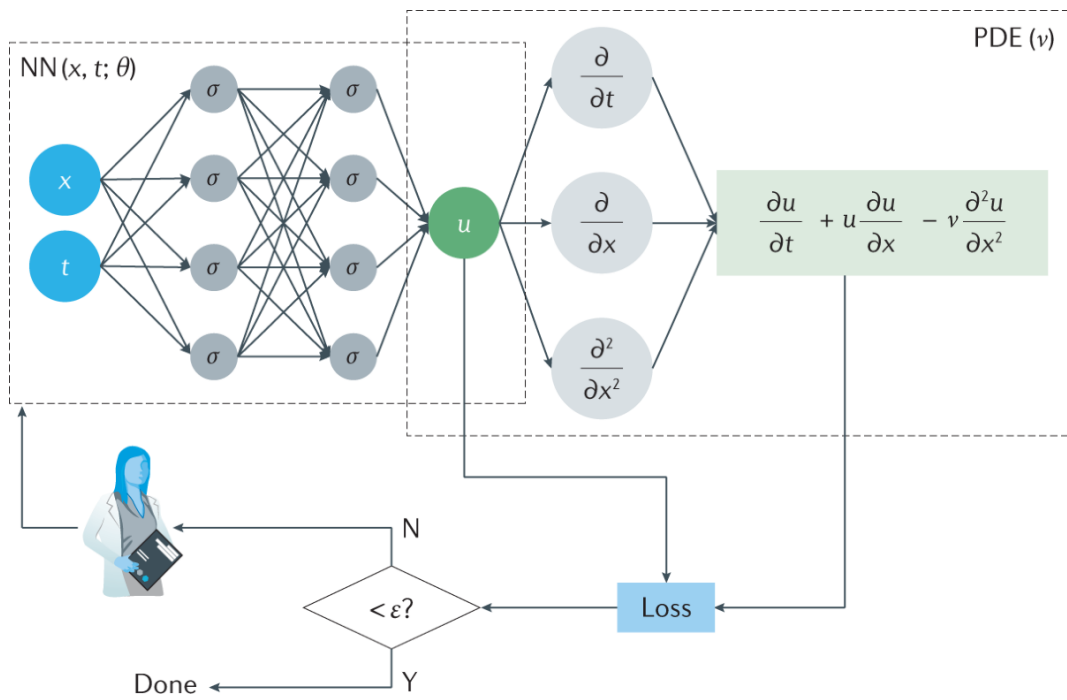 NN (x, t; θ)
PDE (ν)
x
t
σ
σ
σ
σ
σ
σ
σ
σ
u
∂
∂t
∂
∂x
∂²
∂x²
∂u/∂t + u ∂u/∂x − ν ∂²u/∂x²
N
< ε?
Loss
Y
Done